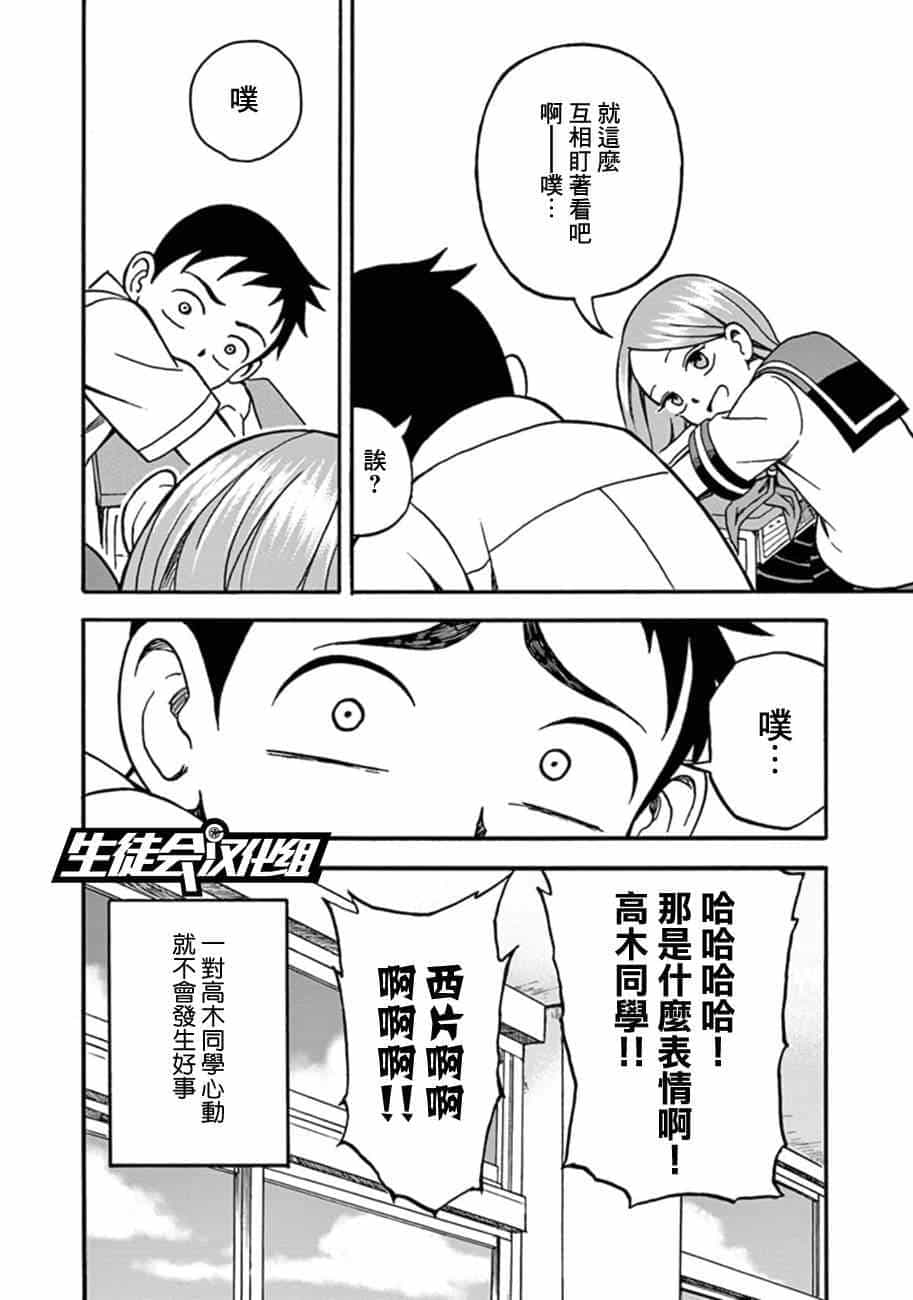 就這麼
互相盯著看吧
啊——噗…
誒?
噗
噗…
哈哈哈哈!
那是什麼表情啊!
高木同學!!
西片啊啊
啊啊啊!!
一對高木同學心動
就不會發生好事
生徒会汉化组